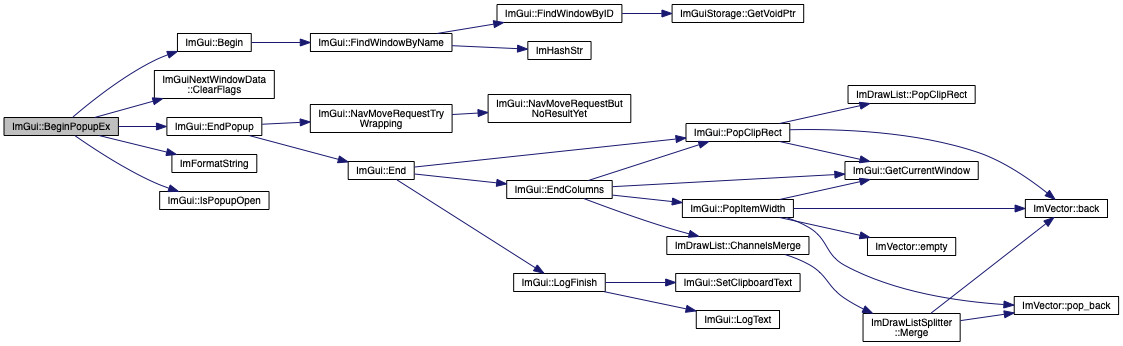 ImGui::BeginPopupEx
ImGui::Begin
ImGuiNextWindowData
::ClearFlags
ImGui::EndPopup
ImFormatString
ImGui::IsPopupOpen
ImGui::FindWindowByName
ImGui::NavMoveRequestTry
Wrapping
ImGui::End
ImGui::FindWindowByID
ImHashStr
ImGui::NavMoveRequestBut
NoResultYet
ImGui::EndColumns
ImGui::LogFinish
ImGuiStorage::GetVoidPtr
ImGui::PopClipRect
ImGui::PopItemWidth
ImDrawList::ChannelsMerge
ImGui::SetClipboardText
ImGui::LogText
ImDrawList::PopClipRect
ImGui::GetCurrentWindow
ImVector::empty
ImDrawListSplitter
::Merge
ImVector::back
ImVector::pop_back